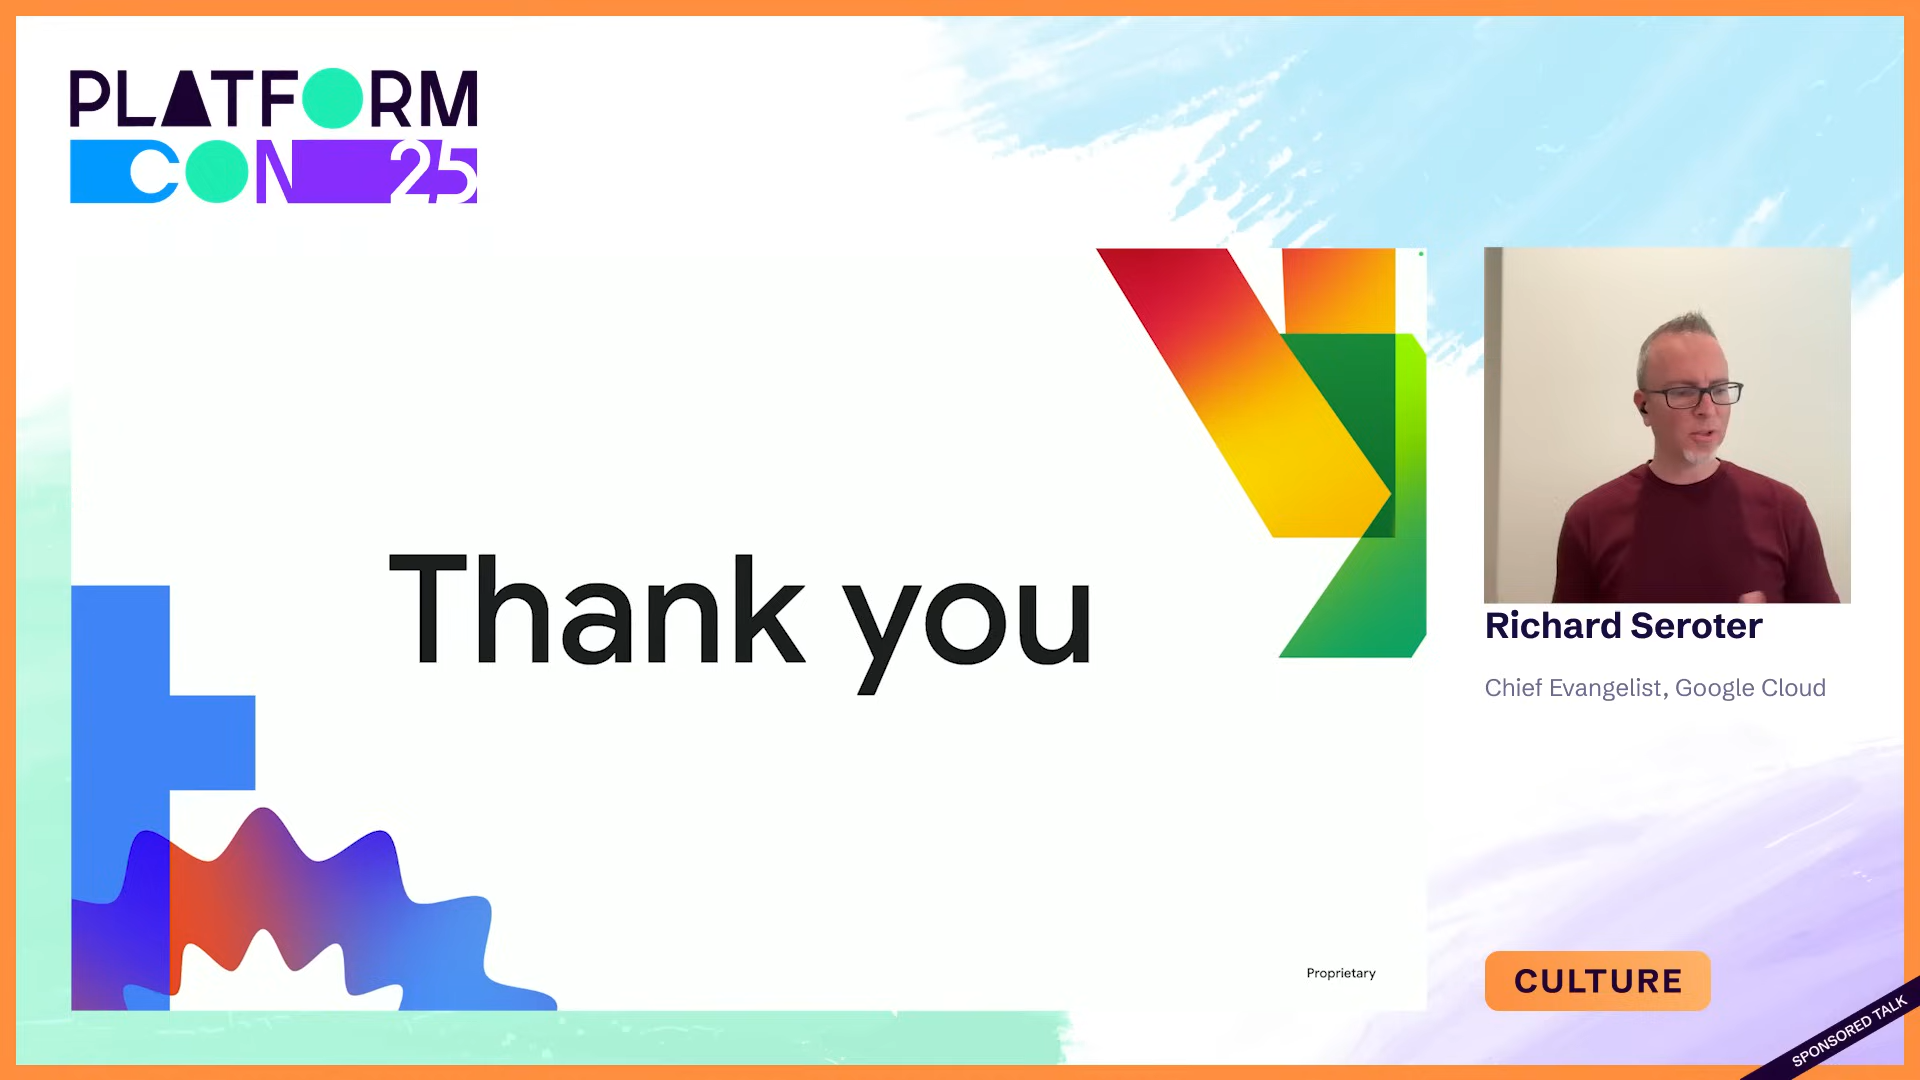 PLATFORM
CON 25
Thank you
Proprietary
Richard Seroter
Chief Evangelist, Google Cloud
CULTURE
SPONSORED TALK